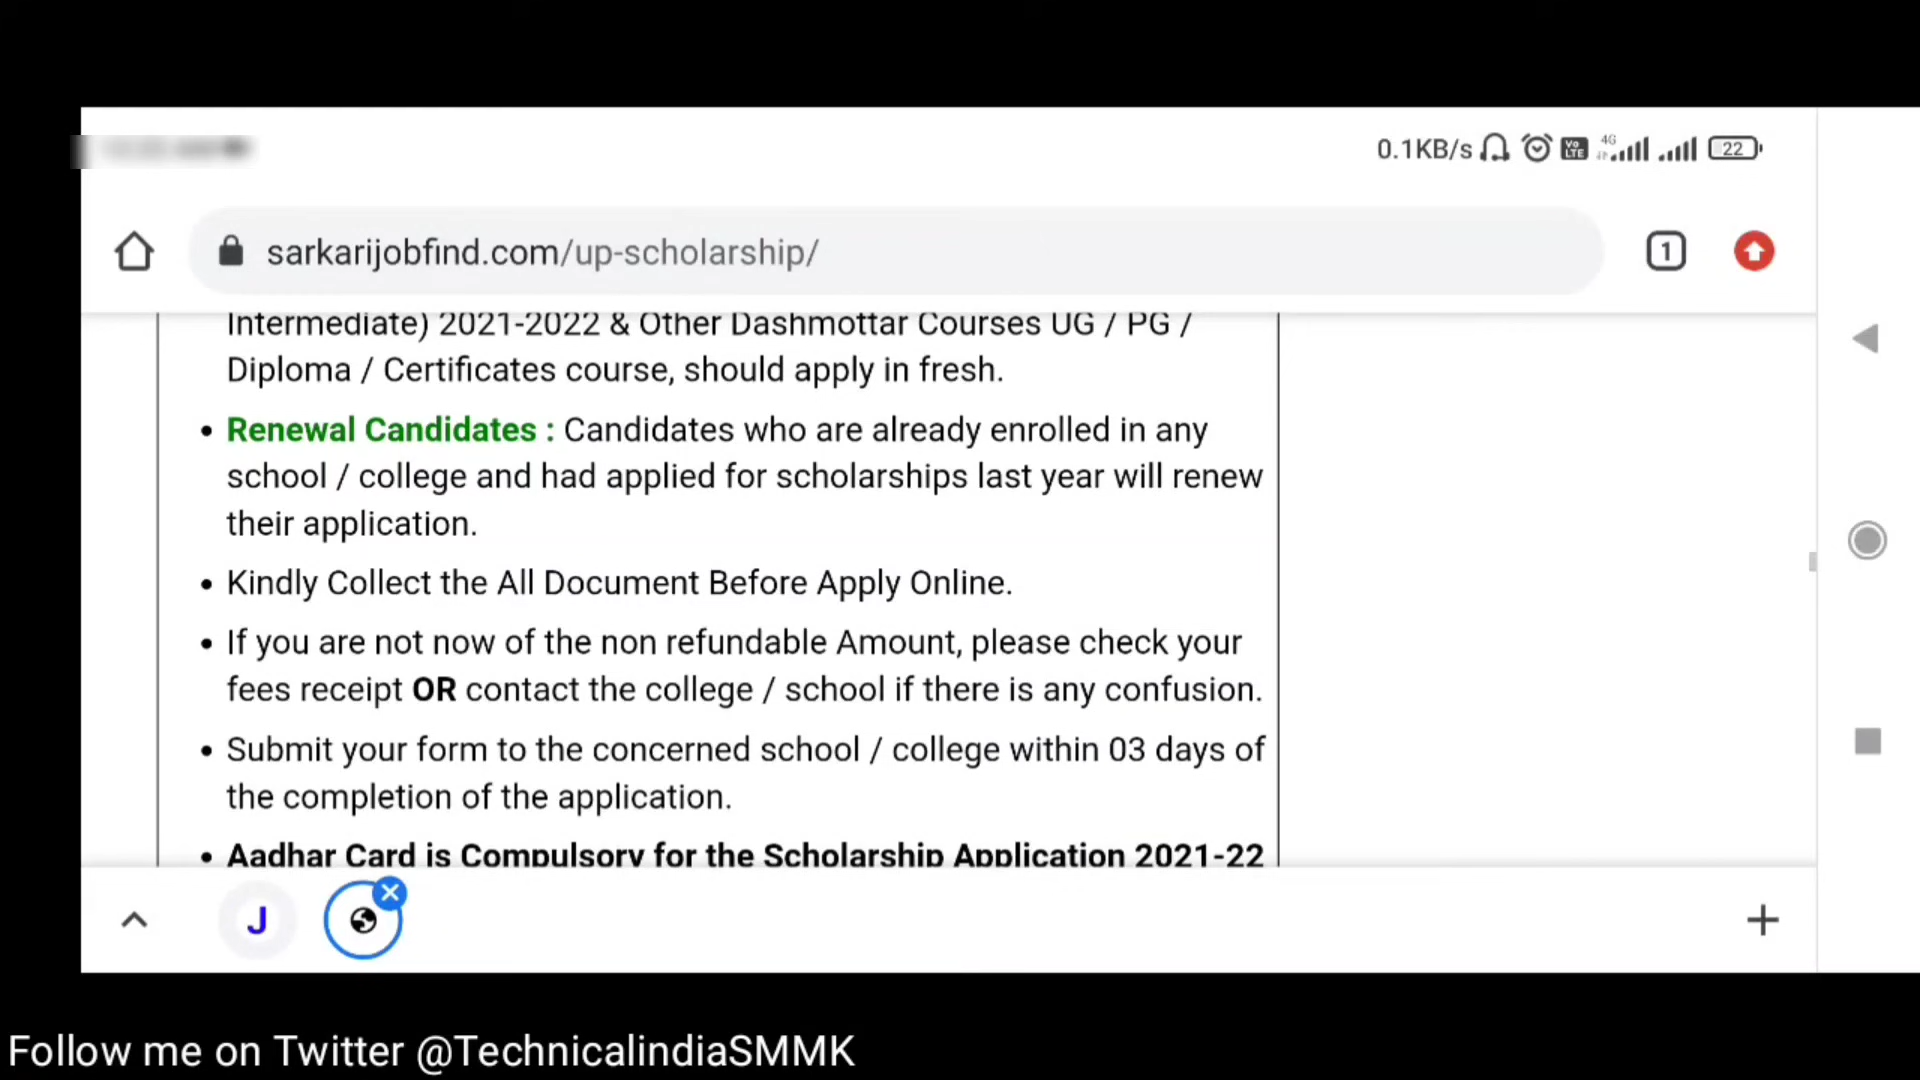 0.1KB/s Vo LTE 4G 22
sarkarijobfind.com/up-scholarship/ 1
Intermediate) 2021-2022 & Other Dashmottar Courses UG / PG /
Diploma / Certificates course, should apply in fresh.
• Renewal Candidates : Candidates who are already enrolled in any
school / college and had applied for scholarships last year will renew
their application.
• Kindly Collect the All Document Before Apply Online.
• If you are not now of the non refundable Amount, please check your
fees receipt OR contact the college / school if there is any confusion.
• Submit your form to the concerned school / college within 03 days of
the completion of the application.
• Aadhar Card is Compulsory for the Scholarship Application 2021-22
J
Follow me on Twitter @TechnicalindiaSMMK